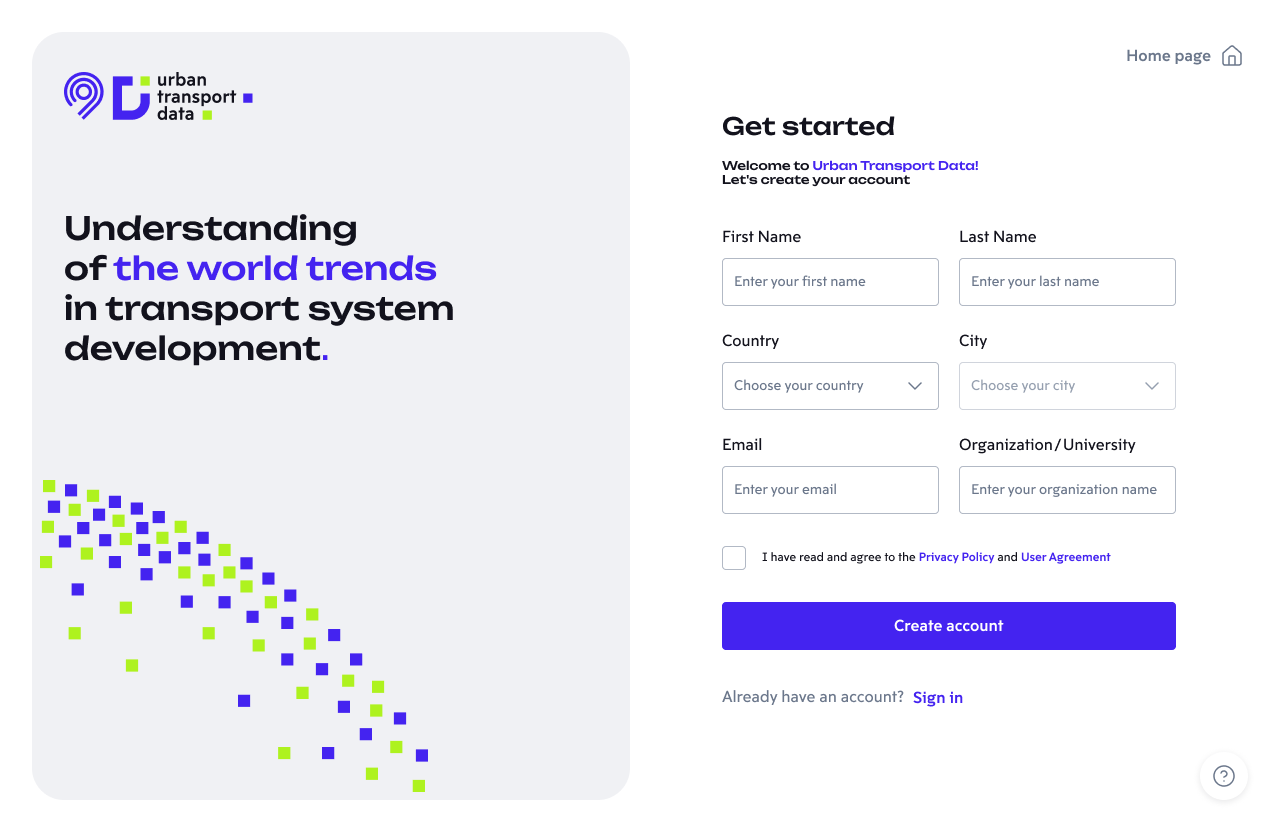 urban
transport
data
Understanding
of the world trends
in transport system
development.
Home page
Get started
Welcome to Urban Transport Data!
Let's create your account
First Name
Last Name
Enter your first name
Enter your last name
Country
City
Choose your country
Choose your city
Email
Organization / University
Enter your email
Enter your organization name
I have read and agree to the Privacy Policy and User Agreement
Create account
Already have an account? Sign in